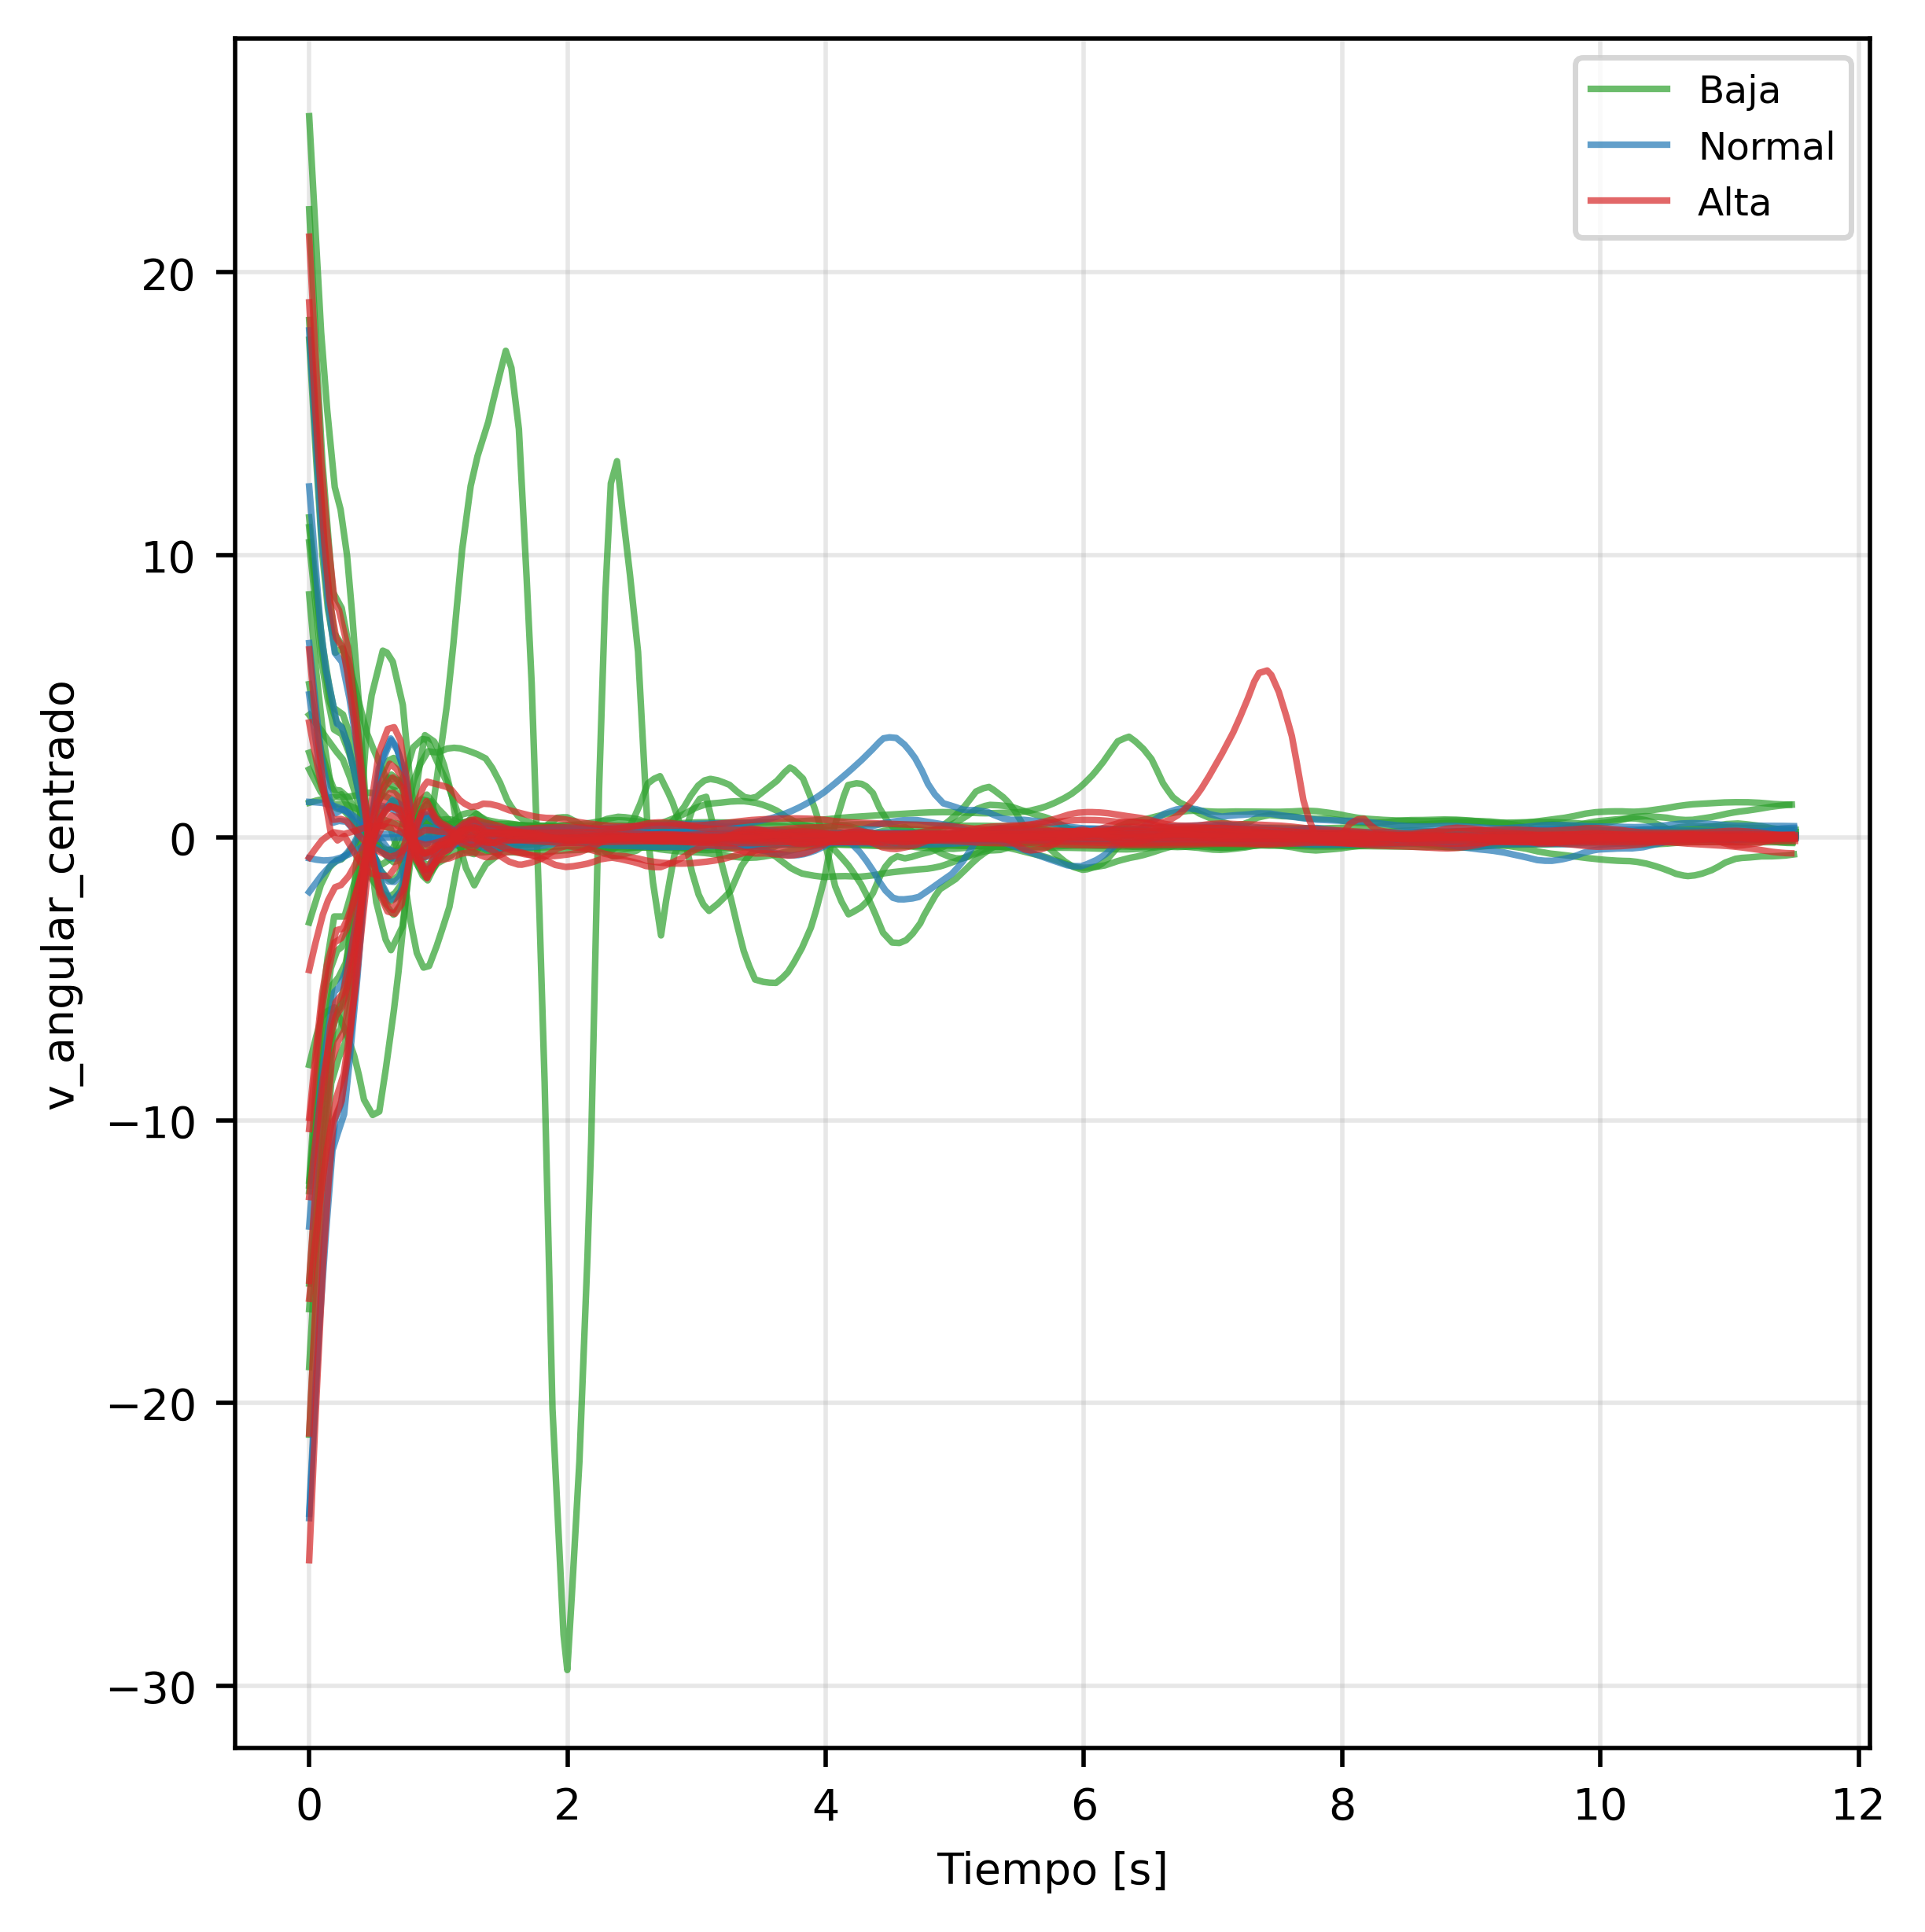 Baja
Normal
Alta
20
10
0
−10
−20
−30
v_angular_centrado
0 2 4 6 8 10 12
Tiempo [s]